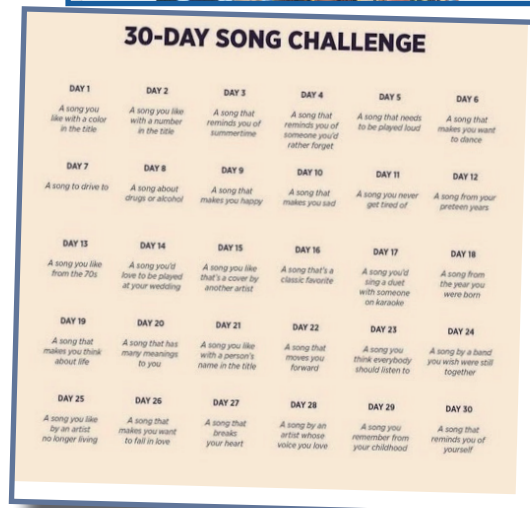 30-DAY SONG CHALLENGE
DAY 1
A song you
like with a color
in the title
DAY 2
A song you like
with a number
in the title
DAY 3
A song that
reminds you of
summertime
DAY 4
A song that
reminds you of
someone you'd
rather forget
DAY 5
A song that needs
to be played loud
DAY 6
A song that
makes you want
to dance
DAY 7
A song to drive to
DAY 8
A song about
drugs or alcohol
DAY 9
A song that
makes you happy
DAY 10
A song that
makes you sad
DAY 11
A song you never
get tired of
DAY 12
A song from your
preteen years
DAY 13
A song you like
from the 70s
DAY 14
A song you'd
love to be played
at your wedding
DAY 15
A song you like
that's a cover by
another artist
DAY 16
A song that's a
classic favorite
DAY 17
A song you'd
sing a duet
with someone
on karaoke
DAY 18
A song from
the year you
were born
DAY 19
A song that
makes you think
about life
DAY 20
A song that has
many meanings
to you
DAY 21
A song you like
with a person's
name in the title
DAY 22
A song that
moves you
forward
DAY 23
A song you
think everybody
should listen to
DAY 24
A song by a band
you wish were still
together
DAY 25
A song you like
by an artist
no longer living
DAY 26
A song that
makes you want
to fall in love
DAY 27
A song that
breaks
your heart
DAY 28
A song by an
artist whose
voice you love
DAY 29
A song you
remember from
your childhood
DAY 30
A song that
reminds you of
yourself